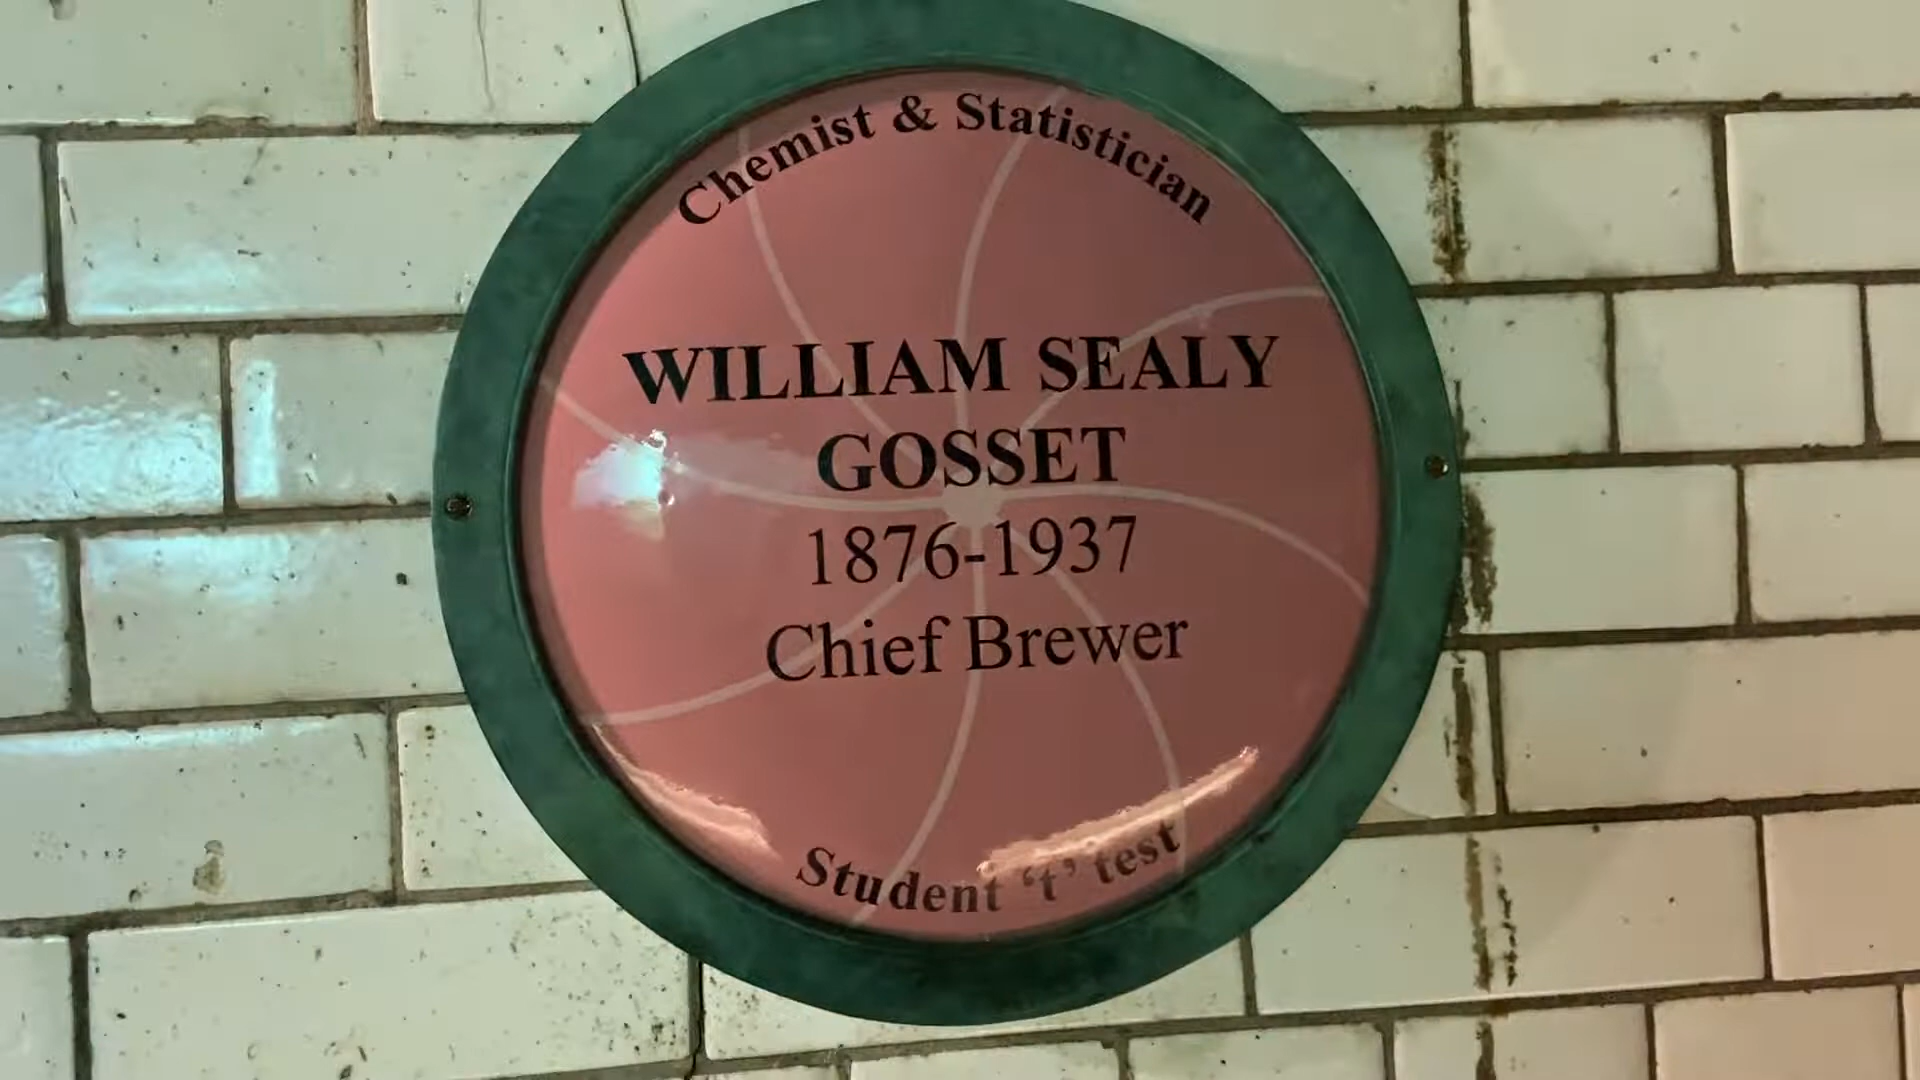 Chemist & Statistician
WILLIAM SEALY
GOSSET
1876-1937
Chief Brewer
Student ‘t’ test